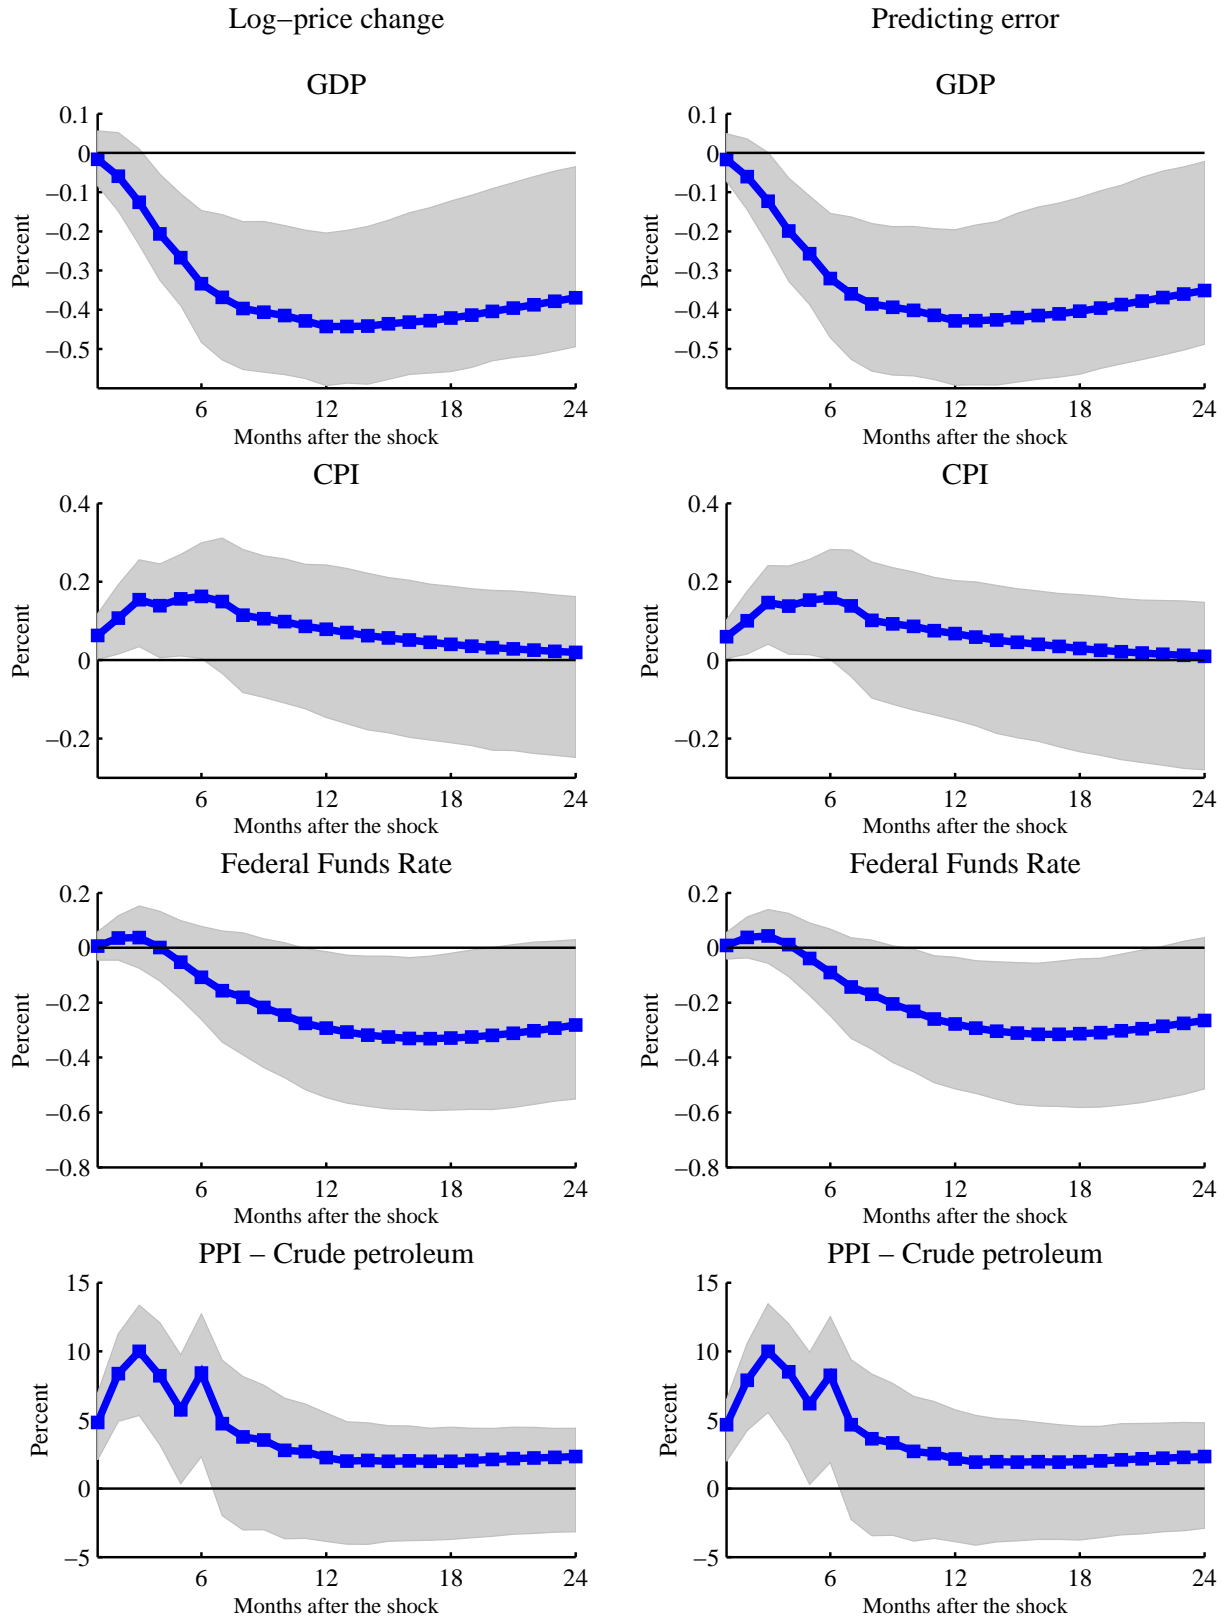 Log−price change
Predicting error
GDP
0.1
0
−0.1
−0.2
−0.3
−0.4
−0.5
Percent
6 12 18 24
Months after the shock
GDP
0.1
0
−0.1
−0.2
−0.3
−0.4
−0.5
Percent
6 12 18 24
Months after the shock
CPI
0.4
0.2
0
−0.2
Percent
6 12 18 24
Months after the shock
CPI
0.4
0.2
0
−0.2
Percent
6 12 18 24
Months after the shock
Federal Funds Rate
0.2
0
−0.2
−0.4
−0.6
−0.8
Percent
6 12 18 24
Months after the shock
Federal Funds Rate
0.2
0
−0.2
−0.4
−0.6
−0.8
Percent
6 12 18 24
Months after the shock
PPI − Crude petroleum
15
10
5
0
−5
Percent
6 12 18 24
Months after the shock
PPI − Crude petroleum
15
10
5
0
−5
Percent
6 12 18 24
Months after the shock